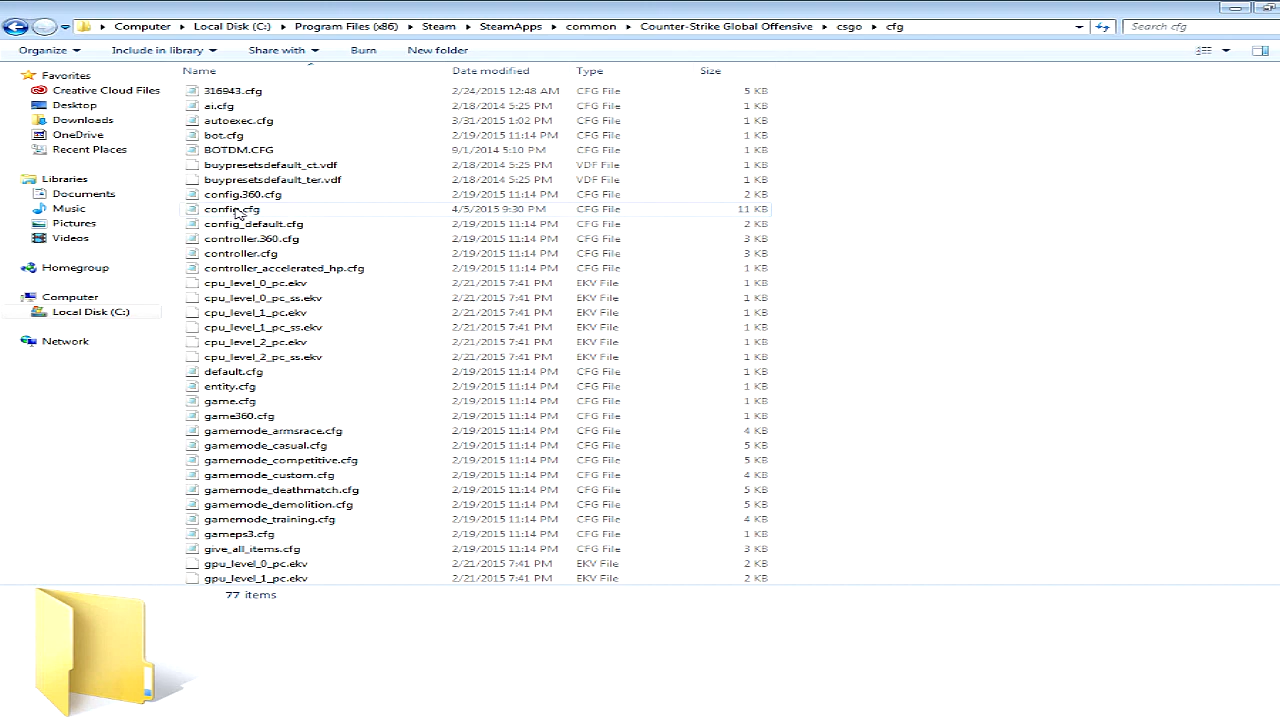 Computer Local Disk (C:) Program Files (x86) Steam SteamApps common Counter-Strike Global Offensive csgo cfg Search cfg
Organize Include in library Share with Burn New folder
Name Date modified Type Size
Favorites
Creative Cloud Files
Desktop
Downloads
OneDrive
Recent Places
Libraries
Documents
Music
Pictures
Videos
Homegroup
Computer
Local Disk (C:)
Network
316943.cfg 2/24/2015 12:48 AM CFG File 5 KB
ai.cfg 2/18/2014 5:25 PM CFG File 1 KB
autoexec.cfg 3/31/2015 1:02 PM CFG File 1 KB
bot.cfg 2/19/2015 11:14 PM CFG File 1 KB
BOTDM.CFG 9/1/2014 5:10 PM CFG File 1 KB
buypresetsdefault_ct.vdf 2/18/2014 5:25 PM VDF File 1 KB
buypresetsdefault_ter.vdf 2/18/2014 5:25 PM VDF File 1 KB
config.360.cfg 2/19/2015 11:14 PM CFG File 2 KB
config.cfg 4/5/2015 9:30 PM CFG File 11 KB
config_default.cfg 2/19/2015 11:14 PM CFG File 2 KB
controller.360.cfg 2/19/2015 11:14 PM CFG File 3 KB
controller.cfg 2/19/2015 11:14 PM CFG File 3 KB
controller_accelerated_hp.cfg 2/19/2015 11:14 PM CFG File 1 KB
cpu_level_0_pc.ekv 2/21/2015 7:41 PM EKV File 1 KB
cpu_level_0_pc_ss.ekv 2/21/2015 7:41 PM EKV File 1 KB
cpu_level_1_pc.ekv 2/21/2015 7:41 PM EKV File 1 KB
cpu_level_1_pc_ss.ekv 2/21/2015 7:41 PM EKV File 1 KB
cpu_level_2_pc.ekv 2/21/2015 7:41 PM EKV File 1 KB
cpu_level_2_pc_ss.ekv 2/21/2015 7:41 PM EKV File 1 KB
default.cfg 2/19/2015 11:14 PM CFG File 1 KB
entity.cfg 2/19/2015 11:14 PM CFG File 1 KB
game.cfg 2/19/2015 11:14 PM CFG File 1 KB
game360.cfg 2/19/2015 11:14 PM CFG File 1 KB
gamemode_armsrace.cfg 2/19/2015 11:14 PM CFG File 4 KB
gamemode_casual.cfg 2/19/2015 11:14 PM CFG File 5 KB
gamemode_competitive.cfg 2/19/2015 11:14 PM CFG File 5 KB
gamemode_custom.cfg 2/19/2015 11:14 PM CFG File 4 KB
gamemode_deathmatch.cfg 2/19/2015 11:14 PM CFG File 5 KB
gamemode_demolition.cfg 2/19/2015 11:14 PM CFG File 5 KB
gamemode_training.cfg 2/19/2015 11:14 PM CFG File 4 KB
gameps3.cfg 2/19/2015 11:14 PM CFG File 1 KB
give_all_items.cfg 2/19/2015 11:14 PM CFG File 3 KB
gpu_level_0_pc.ekv 2/21/2015 7:41 PM EKV File 2 KB
gpu_level_1_pc.ekv 2/21/2015 7:41 PM EKV File 2 KB
77 items